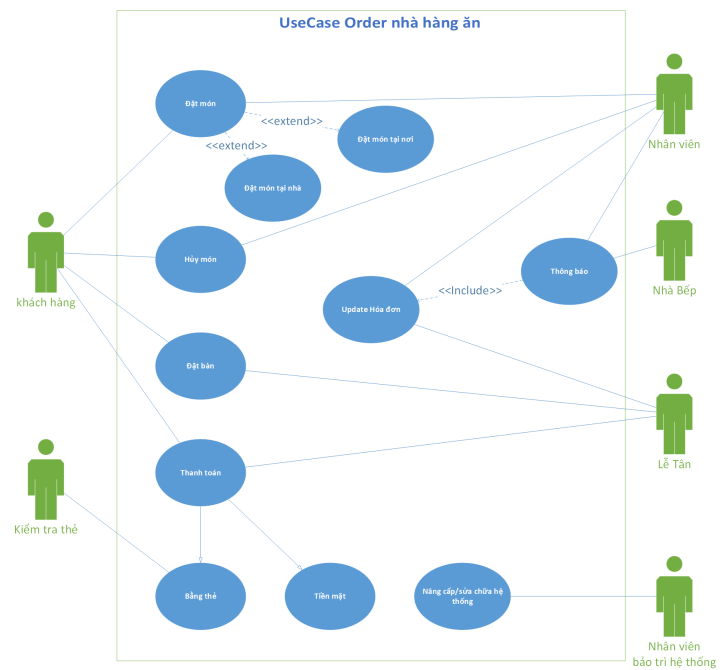 UseCase Order nhà hàng ăn
Đặt món
<<extend>>
Đặt món tại nơi
<<extend>>
Đặt món tại nhà
Nhân viên
Hủy món
khách hàng
Thông báo
Nhà Bếp
<<Include>>
Update Hóa đơn
Đặt bàn
Lễ Tân
Thanh toán
Kiểm tra thẻ
Bằng thẻ
Tiền mặt
Nâng cấp/sửa chữa hệ
thống
Nhân viên
bảo trì hệ thống